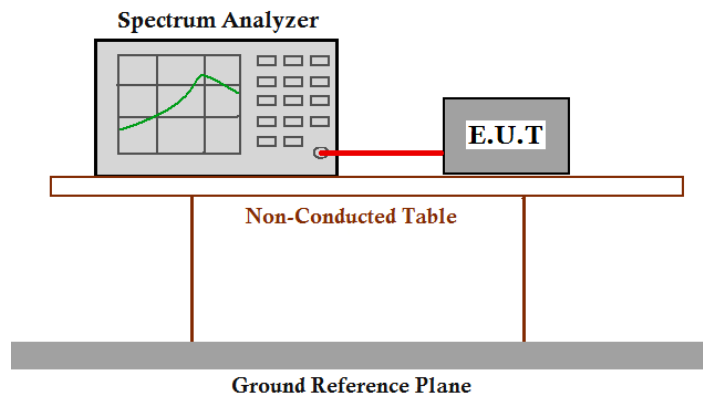 Spectrum Analyzer
E.U.T
Non-Conducted Table
Ground Reference Plane